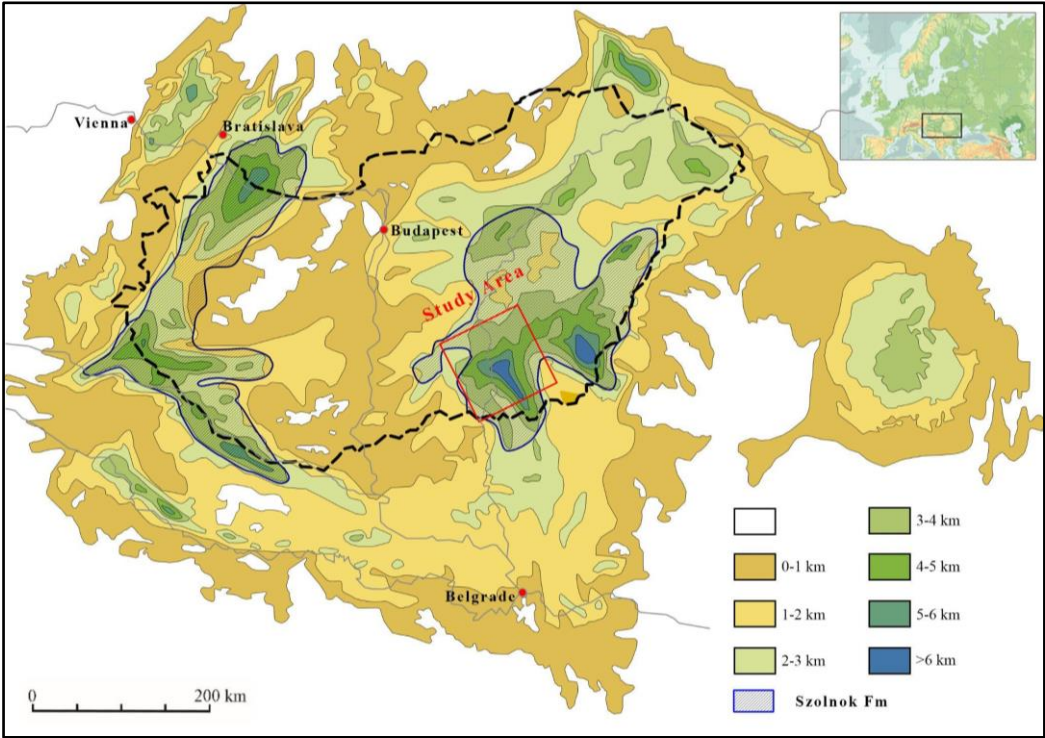 Vienna
Bratislava
Budapest
Study Area
Belgrade
0-1 km
1-2 km
2-3 km
3-4 km
4-5 km
5-6 km
>6 km
Szolnok Fm
0 200 km